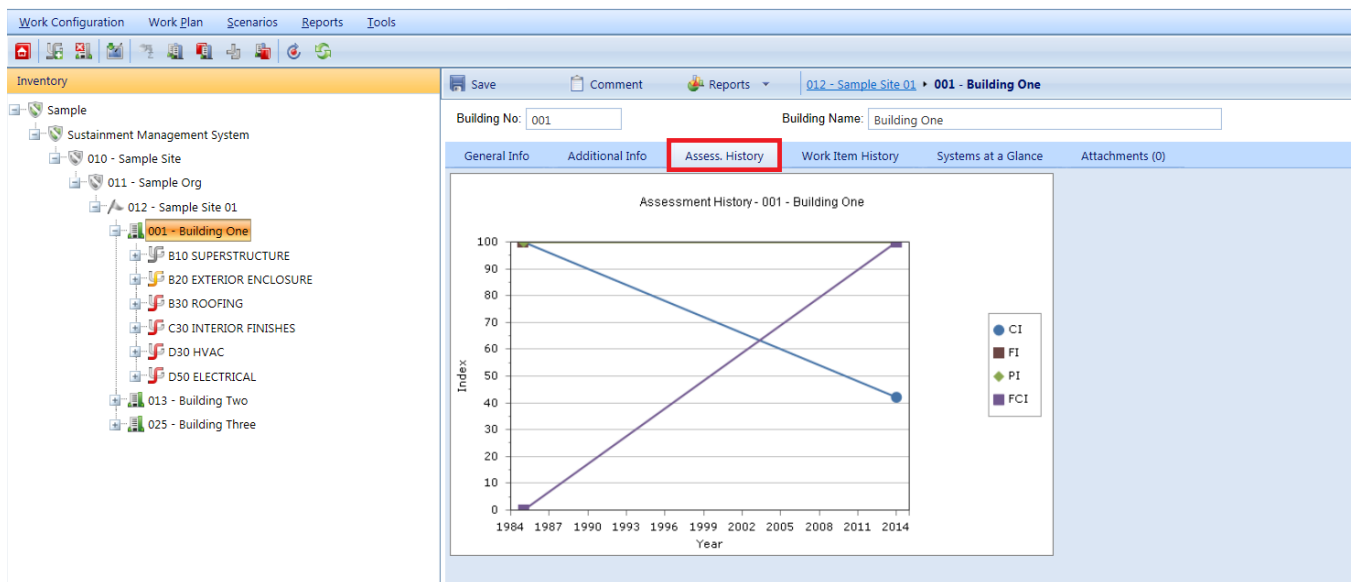 Work Configuration Work Plan Scenarios Reports Tools
Inventory
Sample
Sustainment Management System
010 - Sample Site
011 - Sample Org
012 - Sample Site 01
001 - Building One
B10 SUPERSTRUCTURE
B20 EXTERIOR ENCLOSURE
B30 ROOFING
C30 INTERIOR FINISHES
D30 HVAC
D50 ELECTRICAL
013 - Building Two
025 - Building Three
Save Comment Reports 012 - Sample Site 01 001 - Building One
Building No: 001 Building Name: Building One
General Info Additional Info Assess. History Work Item History Systems at a Glance Attachments (0)
Assessment History - 001 - Building One
100
90
80
70
60
50
40
30
20
10
0
Index
1984 1987 1990 1993 1996 1999 2002 2005 2008 2011 2014
Year
CI
FI
PI
FCI